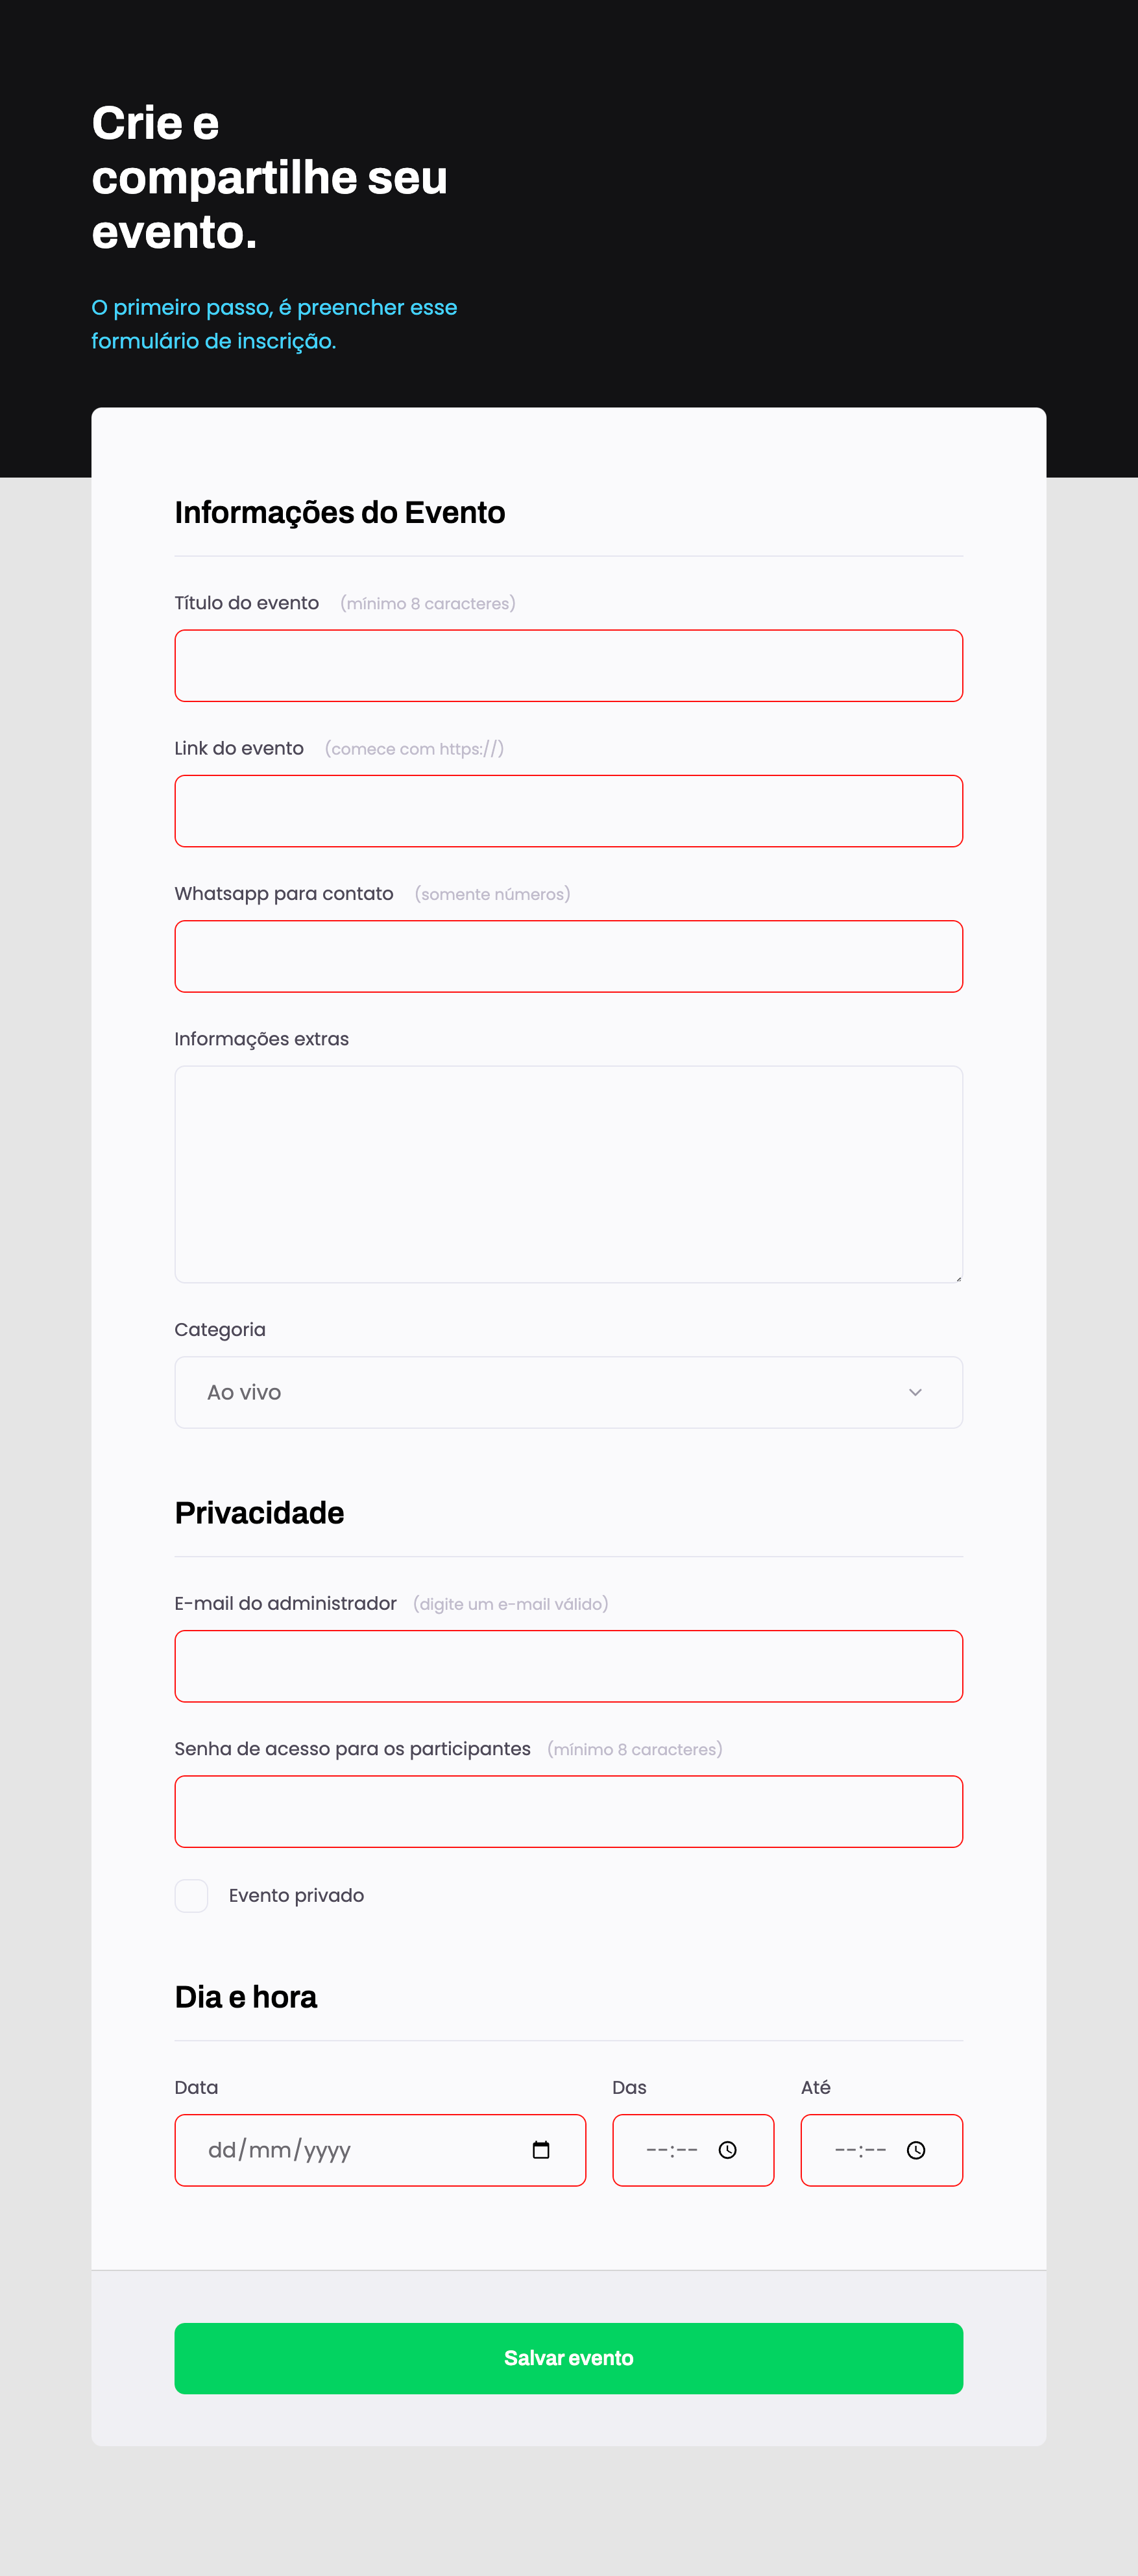 Crie e
compartilhe seu
evento.
O primeiro passo, é preencher esse
formulário de inscrição.
Informações do Evento
Título do evento (mínimo 8 caracteres)
Link do evento (comece com https://)
Whatsapp para contato (somente números)
Informações extras
Categoria
Ao vivo
Privacidade
E-mail do administrador (digite um e-mail válido)
Senha de acesso para os participantes (mínimo 8 caracteres)
Evento privado
Dia e hora
Data Das Até
dd/mm/yyyy --:-- --:--
Salvar evento